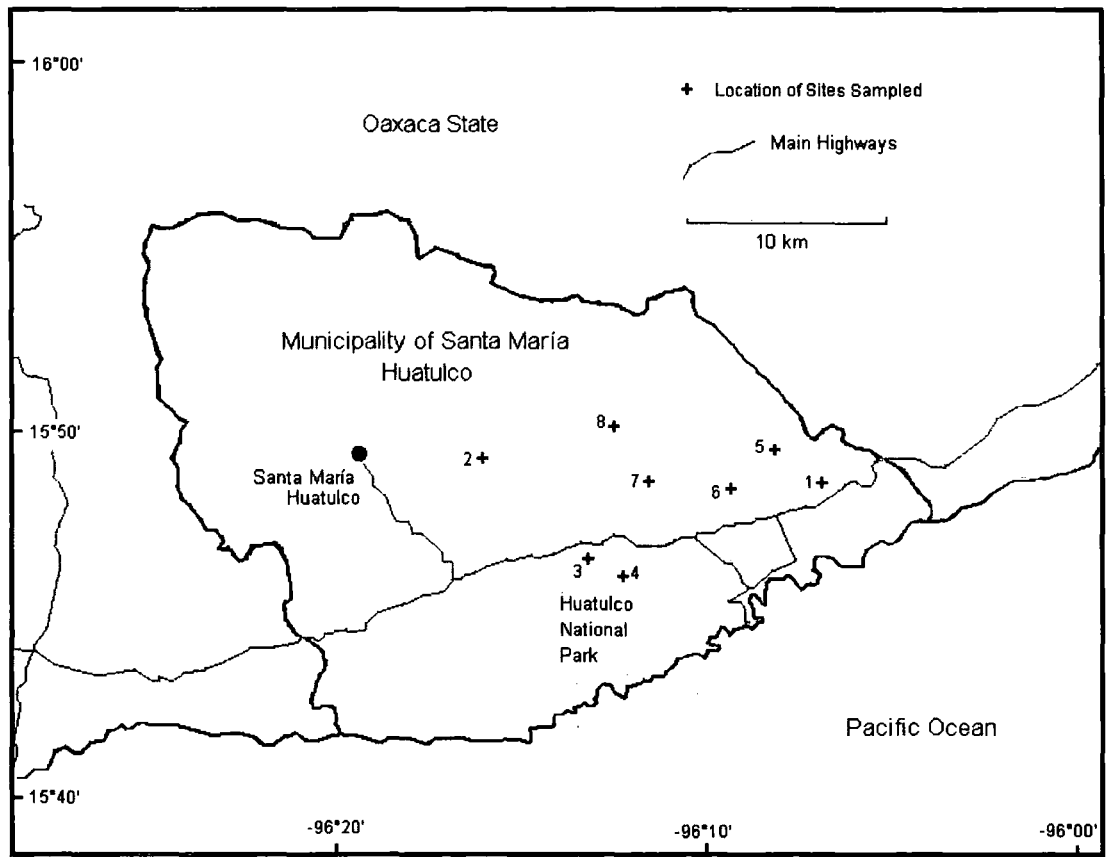 16°00'
+ Location of Sites Sampled
Oaxaca State
Main Highways
10 km
Municipality of Santa María
Huatulco
15°50'
8
5
2
Santa María
Huatulco
7
6
1
3
4
Huatulco
National
Park
Pacific Ocean
15°40'
-96°20'
-96°10'
-96°00'